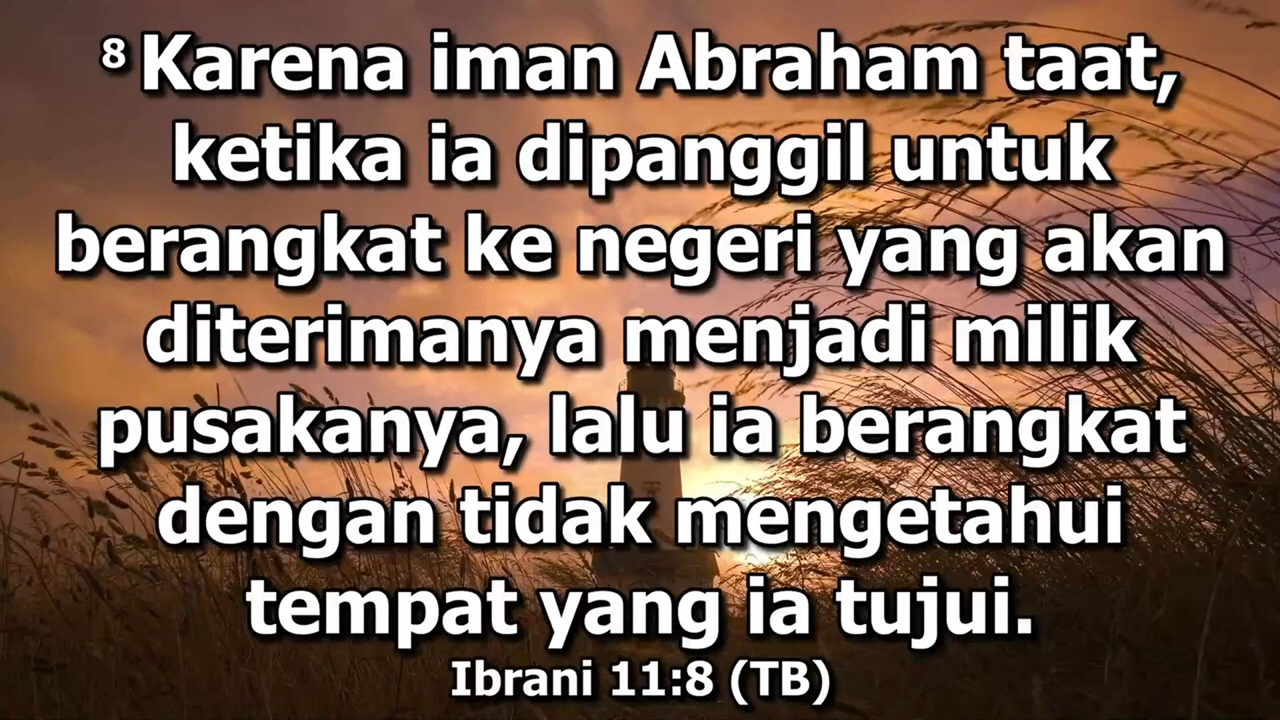 8 Karena iman Abraham taat,
ketika ia dipanggil untuk
berangkat ke negeri yang akan
diterimanya menjadi milik
pusakanya, lalu ia berangkat
dengan tidak mengetahui
tempat yang ia tujui.
Ibrani 11:8 (TB)